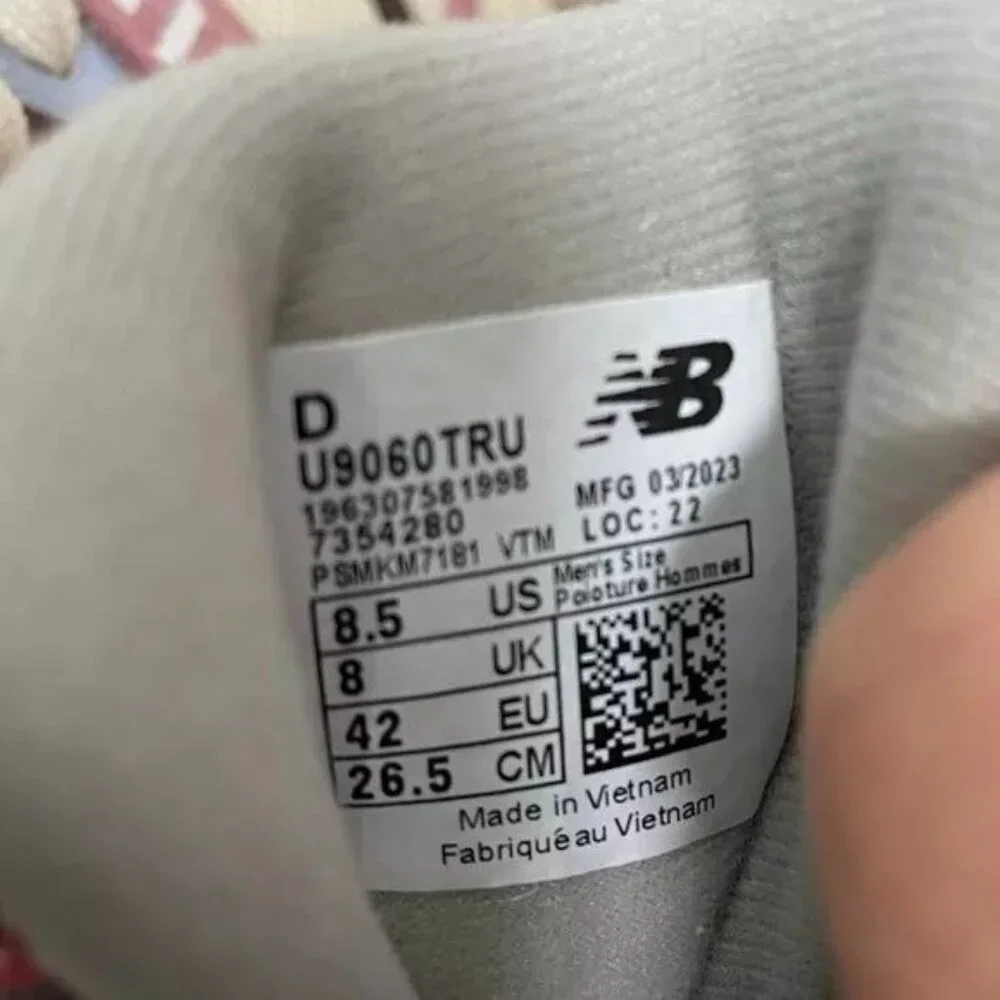 D
U9060TRU
196307581998
7354280
PSMKM7181 VTM
NB
MFG 03/2023
LOC: 22
8.5 US Men's Size
Pointure Hommes
8 UK
42 EU
26.5 CM
Made in Vietnam
Fabriqué au Vietnam